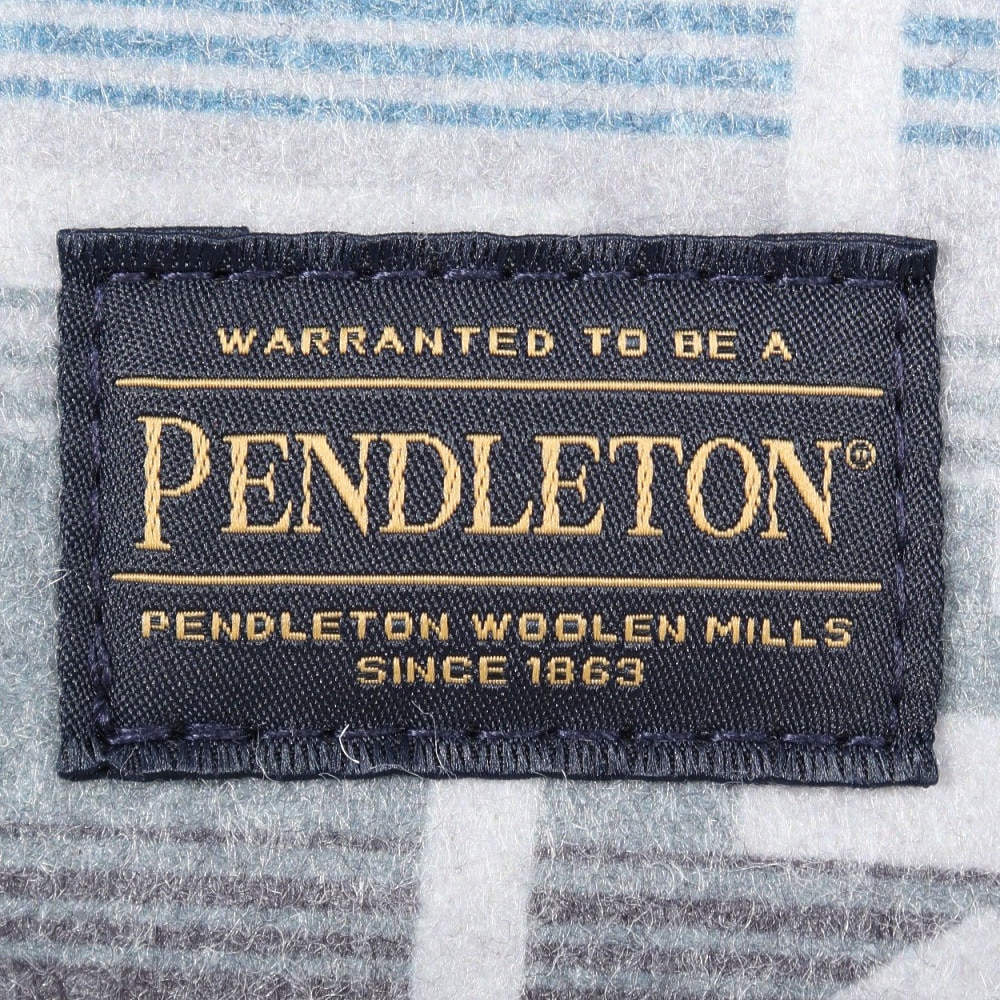 WARRANTED TO BE A
PENDLETON®
PENDLETON WOOLEN MILLS
SINCE 1863